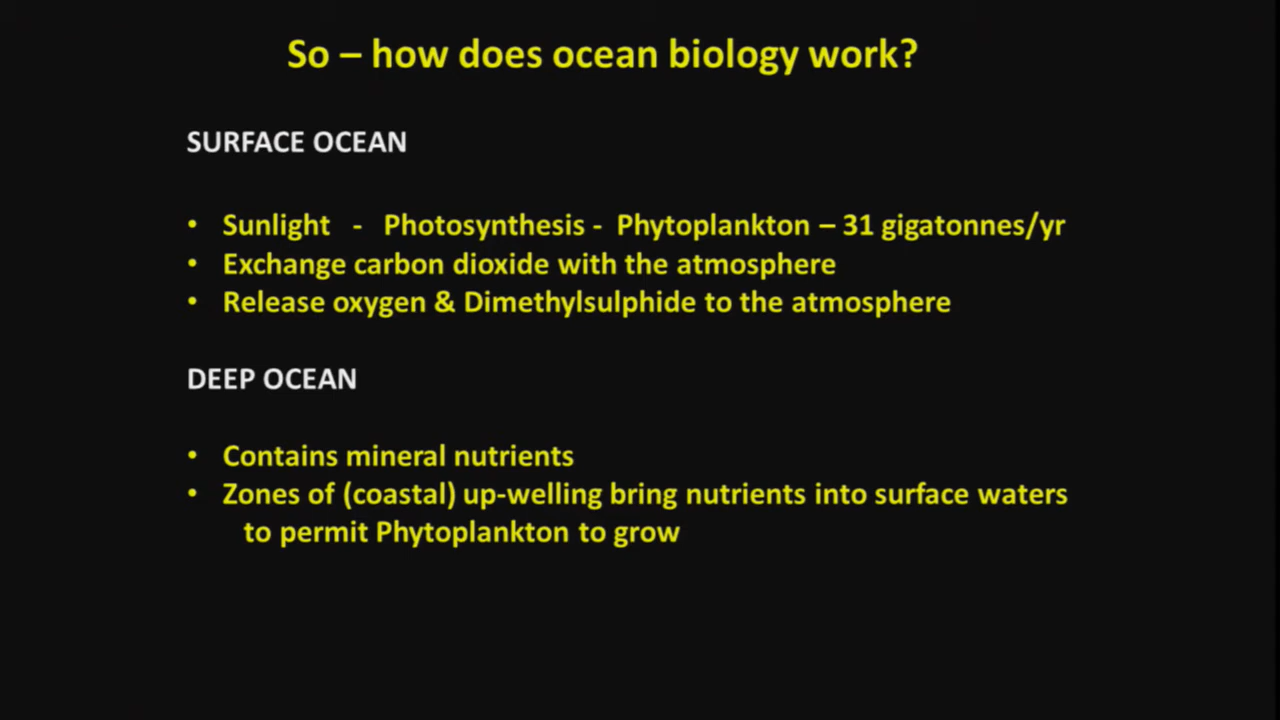 So – how does ocean biology work?
SURFACE OCEAN
• Sunlight - Photosynthesis - Phytoplankton – 31 gigatonnes/yr
• Exchange carbon dioxide with the atmosphere
• Release oxygen & Dimethylsulphide to the atmosphere
DEEP OCEAN
• Contains mineral nutrients
• Zones of (coastal) up-welling bring nutrients into surface waters
to permit Phytoplankton to grow